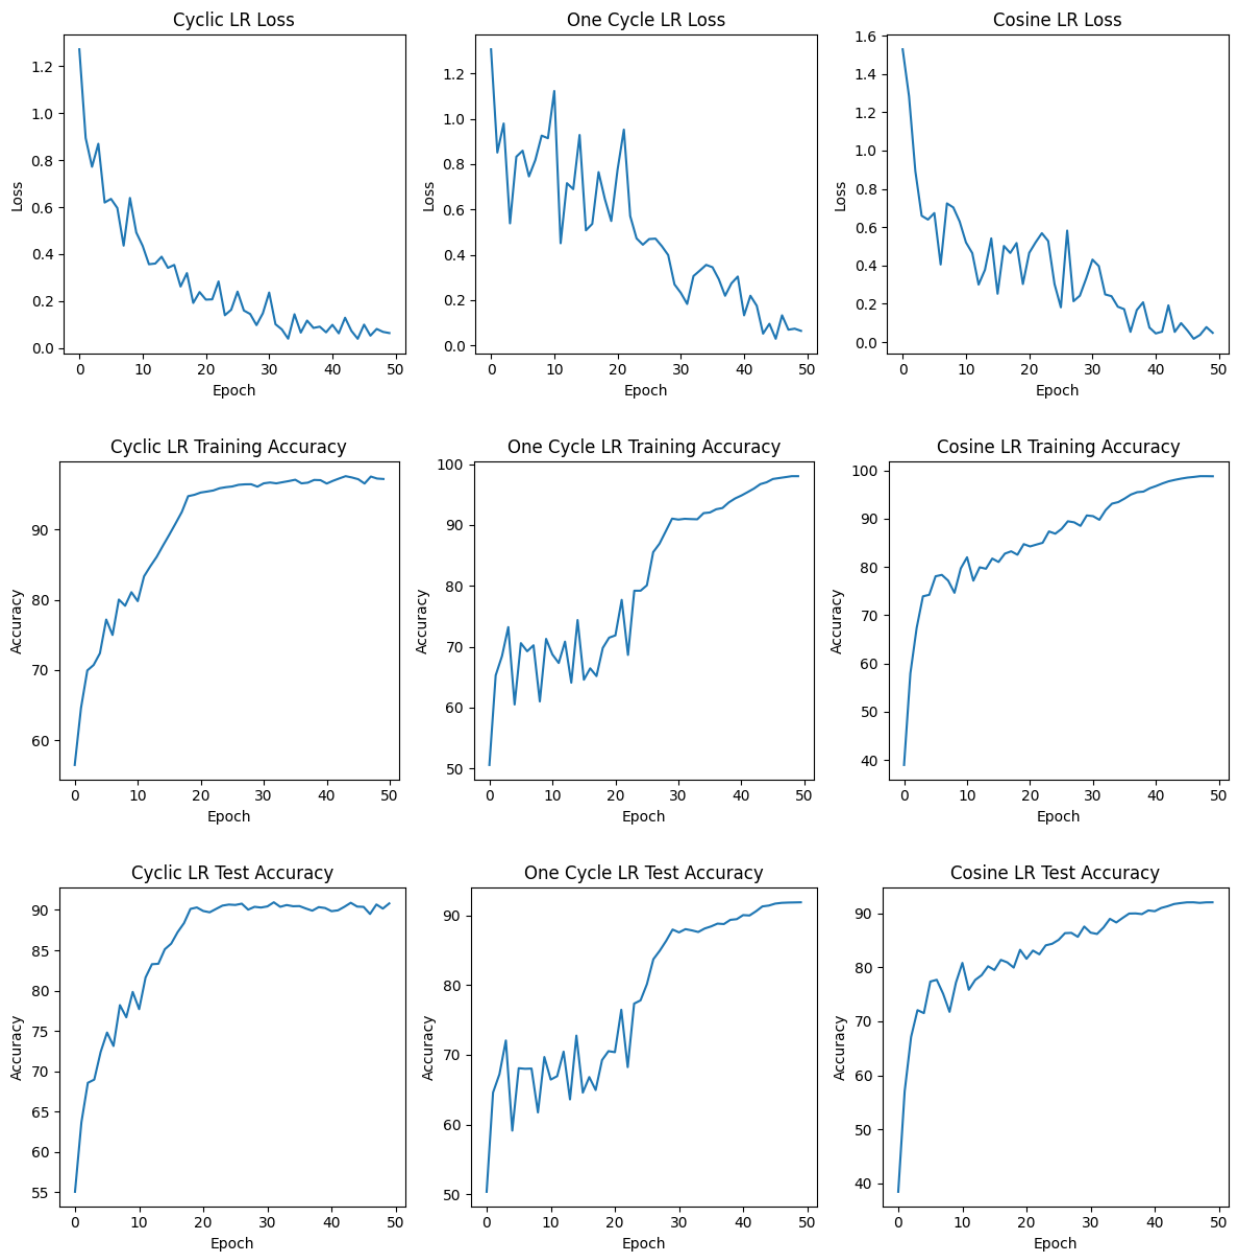 Cyclic LR Loss
One Cycle LR Loss
Cosine LR Loss
Loss
1.2
1.0
0.8
0.6
0.4
0.2
0.0
0 10 20 30 40 50
Epoch
Loss
1.2
1.0
0.8
0.6
0.4
0.2
0.0
0 10 20 30 40 50
Epoch
Loss
1.6
1.4
1.2
1.0
0.8
0.6
0.4
0.2
0.0
0 10 20 30 40 50
Epoch
Cyclic LR Training Accuracy
One Cycle LR Training Accuracy
Cosine LR Training Accuracy
Accuracy
90
80
70
60
0 10 20 30 40 50
Epoch
Accuracy
100
90
80
70
60
50
0 10 20 30 40 50
Epoch
Accuracy
100
90
80
70
60
50
40
0 10 20 30 40 50
Epoch
Cyclic LR Test Accuracy
One Cycle LR Test Accuracy
Cosine LR Test Accuracy
Accuracy
90
85
80
75
70
65
60
55
0 10 20 30 40 50
Epoch
Accuracy
90
80
70
60
50
0 10 20 30 40 50
Epoch
Accuracy
90
80
70
60
50
40
0 10 20 30 40 50
Epoch